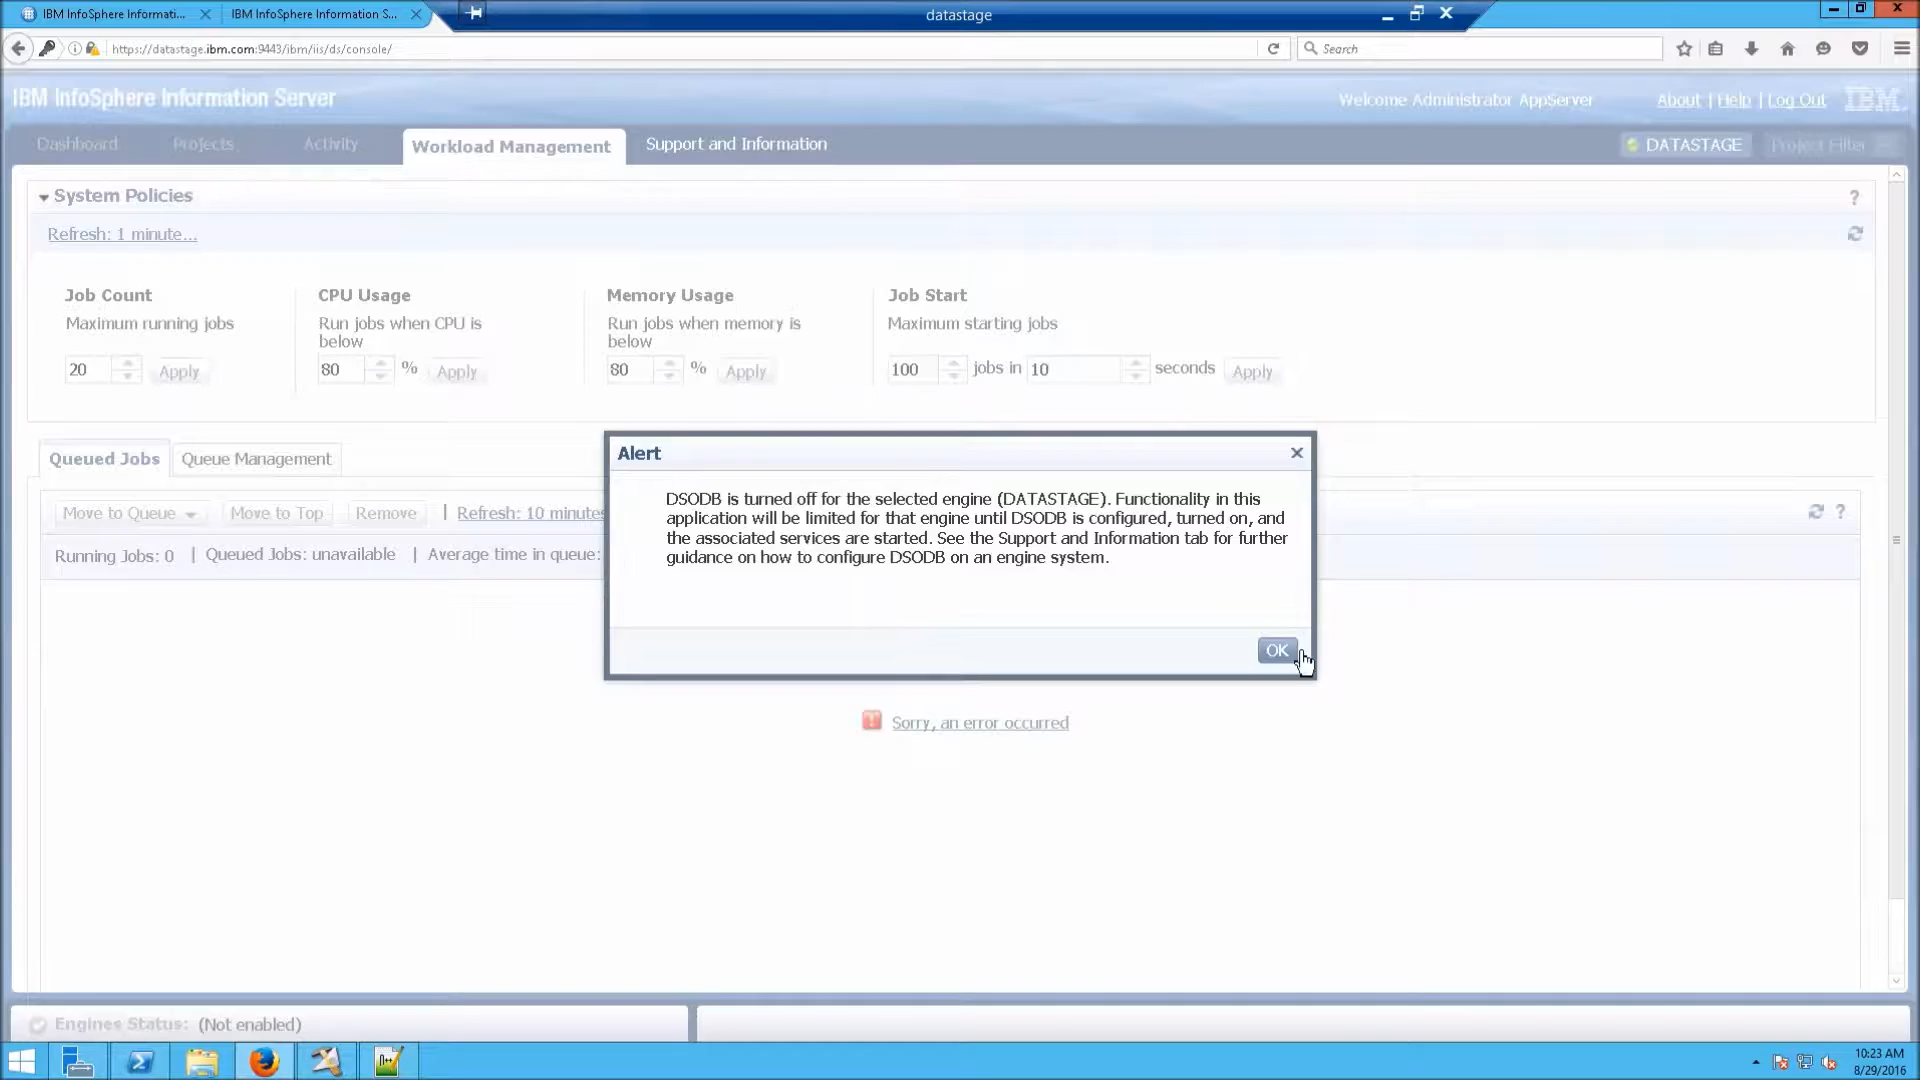 IBM InfoSphere Informati...
IBM InfoSphere Information S...
datastage
https://datastage.ibm.com:9443/ibm/iis/ds/console/
Search
IBM InfoSphere Information Server
Welcome Administrator AppServer
About | Help | Log Out
IBM.
Dashboard
Projects
Activity
Workload Management
Support and Information
DATASTAGE
Project Filter
System Policies
?
Refresh: 1 minute...
Job Count
CPU Usage
Memory Usage
Job Start
Maximum running jobs
Run jobs when CPU is
below
Run jobs when memory is
below
Maximum starting jobs
20
Apply
80
%
Apply
80
%
Apply
100
jobs in
10
seconds
Apply
Queued Jobs
Queue Management
Move to Queue
Move to Top
Remove
| Refresh: 10 minutes
?
Running Jobs: 0 | Queued Jobs: unavailable | Average time in queue:
Alert
DSODB is turned off for the selected engine (DATASTAGE). Functionality in this
application will be limited for that engine until DSODB is configured, turned on, and
the associated services are started. See the Support and Information tab for further
guidance on how to configure DSODB on an engine system.
OK
Sorry, an error occurred
Engines Status: (Not enabled)
10:23 AM
8/29/2016